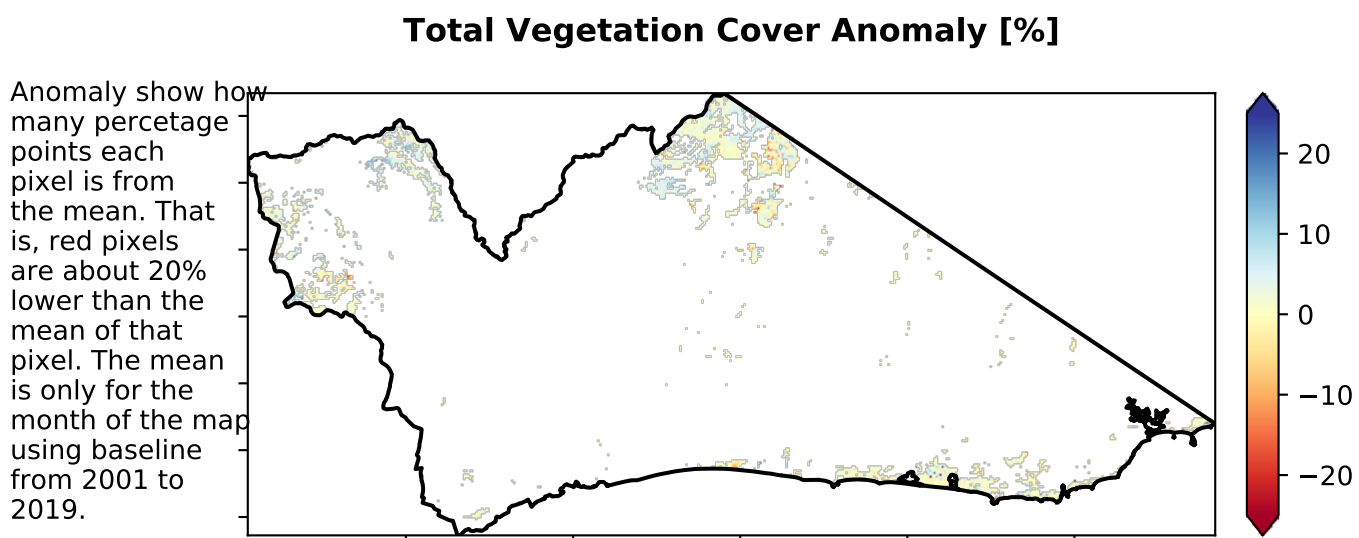 Total Vegetation Cover Anomaly [%]
Anomaly show how
many percetage
points each
pixel is from
the mean. That
is, red pixels
are about 20%
lower than the
mean of that
pixel. The mean
is only for the
month of the map
using baseline
from 2001 to
2019.
20
10
0
−10
−20